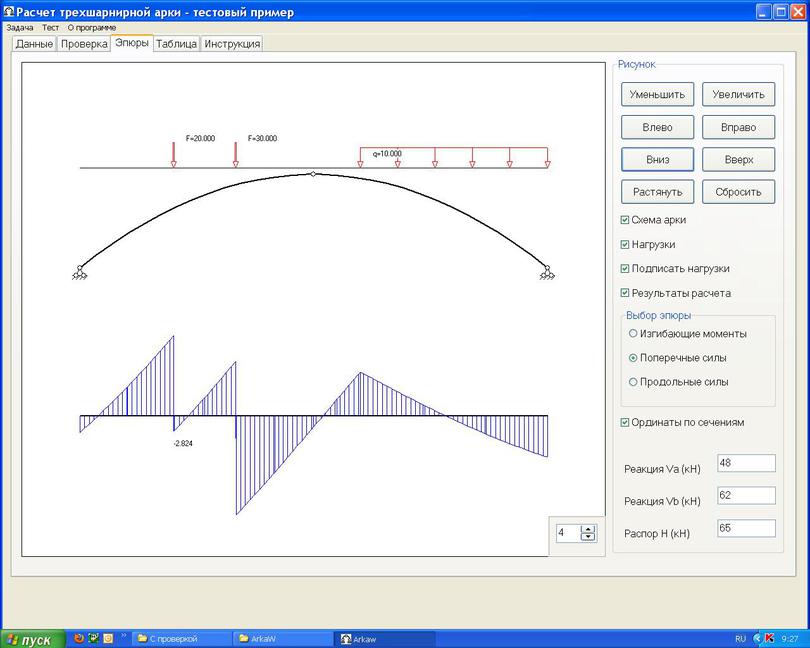 Расчет трехшарнирной арки - тестовый пример
Задача Тест О программе
Данные Проверка Эпюры Таблица Инструкция
F=20.000 F=30.000
q=10.000
-2.824
4
Рисунок
Уменьшить Увеличить
Влево Вправо
Вниз Вверх
Растянуть Сбросить
Схема арки
Нагрузки
Подписать нагрузки
Результаты расчета
Выбор эпюры
Изгибающие моменты
Поперечные силы
Продольные силы
Ординаты по сечениям
Реакция Va (кН) 48
Реакция Vb (кН) 62
Распор H (кН) 65
пуск » С проверкой ArkaW Arkaw RU 9:27